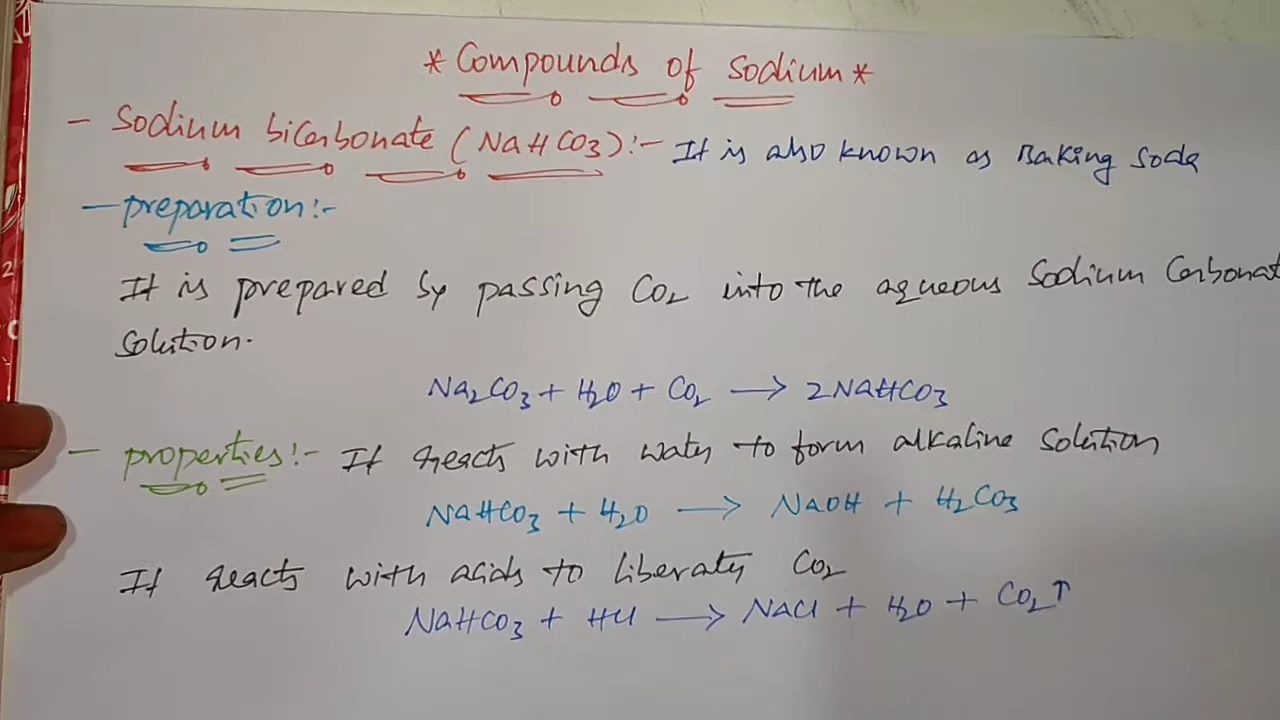 * Compounds of Sodium *
- Sodium bicarbonate (NaHCO3):- It is also known as Baking Soda
- preparation:-
It is prepared by passing CO2 into the aqueous Sodium Carbonat
Solution.
Na2CO3 + H2O + CO2 → 2NaHCO3
- properties:- It reacts with water to form alkaline Solution
NaHCO3 + H2O → NaOH + H2CO3
It reacts with acids to liberate CO2
NaHCO3 + HCl → NaCl + H2O + CO2↑
2